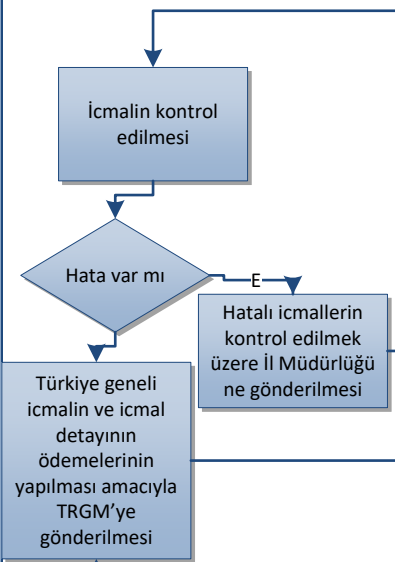 İcmalin kontrol
edilmesi
Hata var mı
E
Hatalı icmallerin
kontrol edilmek
üzere İl Müdürlüğü
ne gönderilmesi
Türkiye geneli
icmalin ve icmal
detayının
ödemelerinin
yapılması amacıyla
TRGM’ye
gönderilmesi